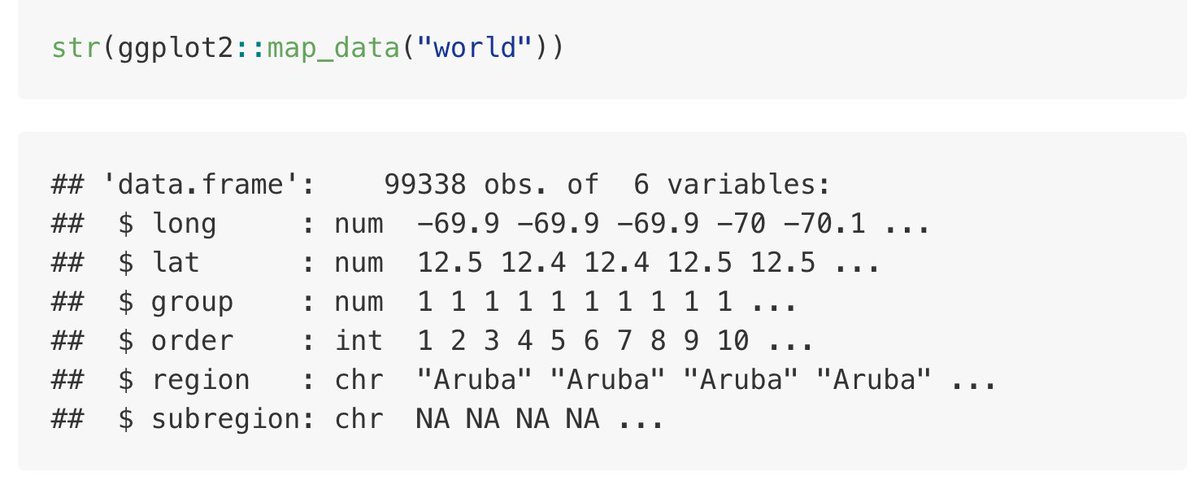 str(ggplot2::map_data("world"))
## 'data.frame':    99338 obs. of  6 variables:
##  $ long     : num  -69.9 -69.9 -69.9 -70 -70.1 ...
##  $ lat      : num  12.5 12.4 12.4 12.5 12.5 ...
##  $ group    : num  1 1 1 1 1 1 1 1 1 1 ...
##  $ order    : int  1 2 3 4 5 6 7 8 9 10 ...
##  $ region   : chr  "Aruba" "Aruba" "Aruba" "Aruba" ...
##  $ subregion: chr  NA NA NA NA ...